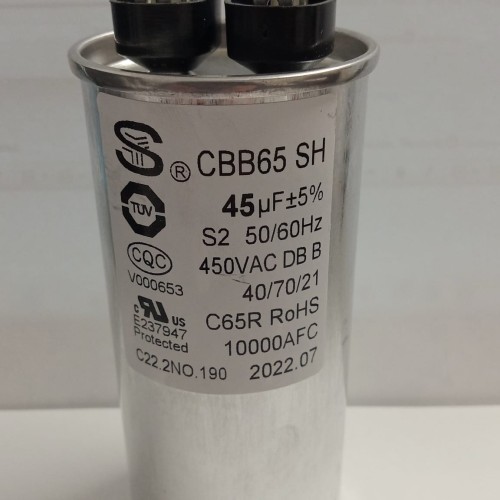 ® CBB65 SH
45µF±5%
TUV
S2 50/60Hz
CQC
450VAC DB B
V000653
40/70/21
c RU US
C65R RoHS
E237947
10000AFC
Protected
C22.2NO.190 2022.07